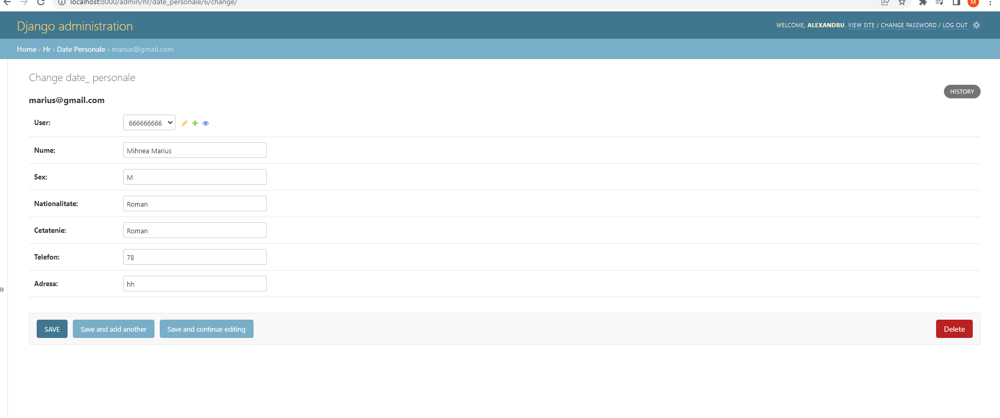 localhost:8000/admin/hr/date_personale/6/change/
M
Django administration
WELCOME, ALEXANDRU. VIEW SITE / CHANGE PASSWORD / LOG OUT
Home › Hr › Date Personale › marius@gmail.com
Change date_ personale
HISTORY
marius@gmail.com
User: 666666666
Nume: Mihnea Marius
Sex: M
Nationalitate: Roman
Cetatenie: Roman
Telefon: 78
Adresa: hh
»
SAVE Save and add another Save and continue editing Delete